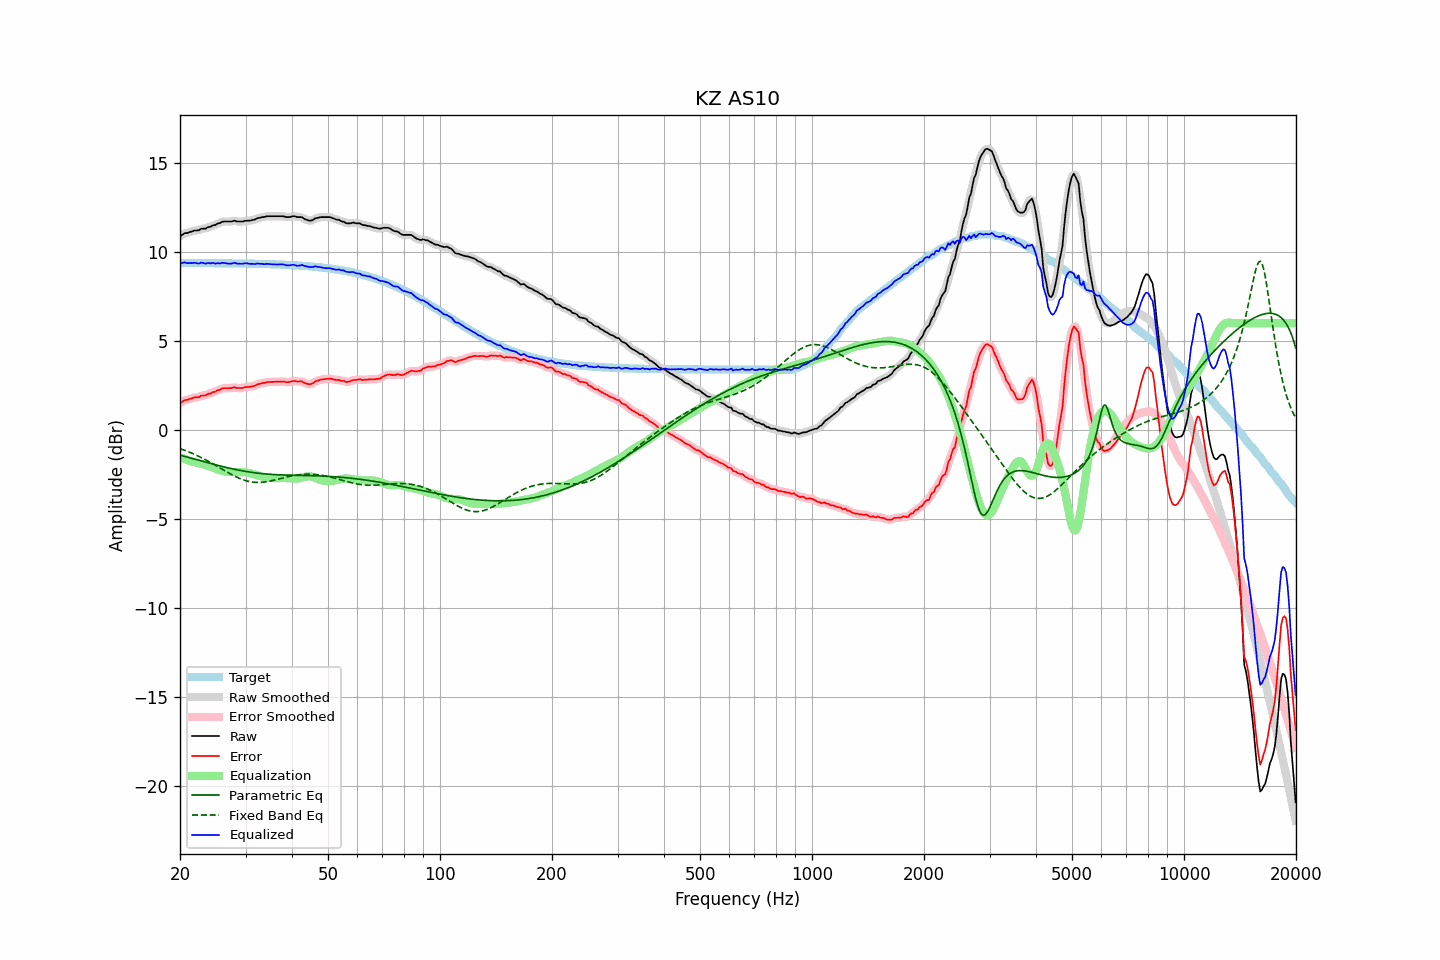 KZ AS10
Amplitude (dBr)
15
10
5
0
−5
−10
−15
−20
Target
Raw Smoothed
Error Smoothed
Raw
Error
Equalization
Parametric Eq
Fixed Band Eq
Equalized
20 50 100 200 500 1000 2000 5000 10000 20000
Frequency (Hz)